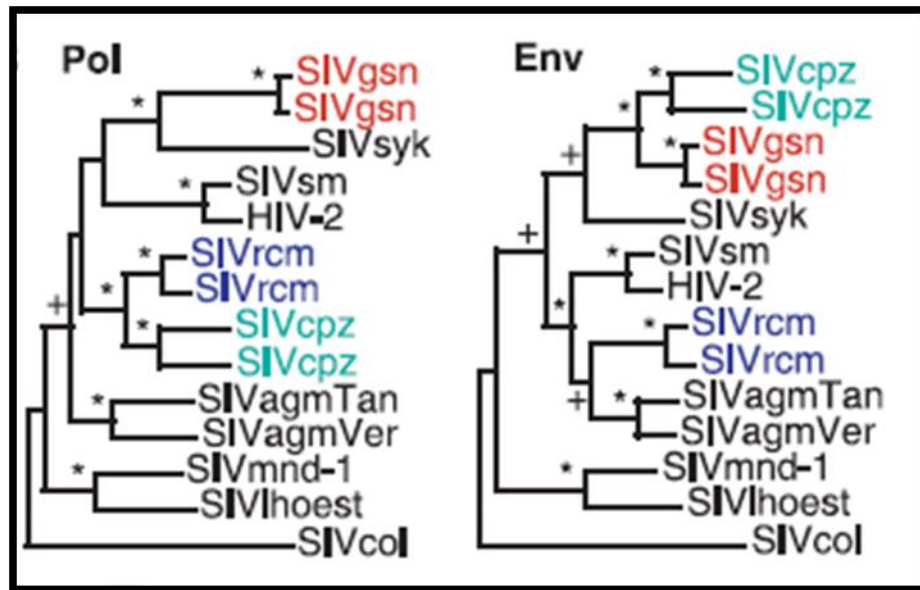 Pol
* SIVgsn
* SIVgsn
SIVsyk
* SIVsm
HIV-2
* SIVrcm
* SIVrcm
+ * SIVcpz
SIVcpz
* SIVagmTan
SIVagmVer
* SIVmnd-1
SIVlhoest
SIVcol
Env
* SIVcpz
* SIVcpz
* SIVgsn
+ SIVgsn
SIVsyk
+ * SIVsm
HIV-2
* * SIVrcm
SIVrcm
+ * SIVagmTan
SIVagmVer
* SIVmnd-1
SIVlhoest
SIVcol